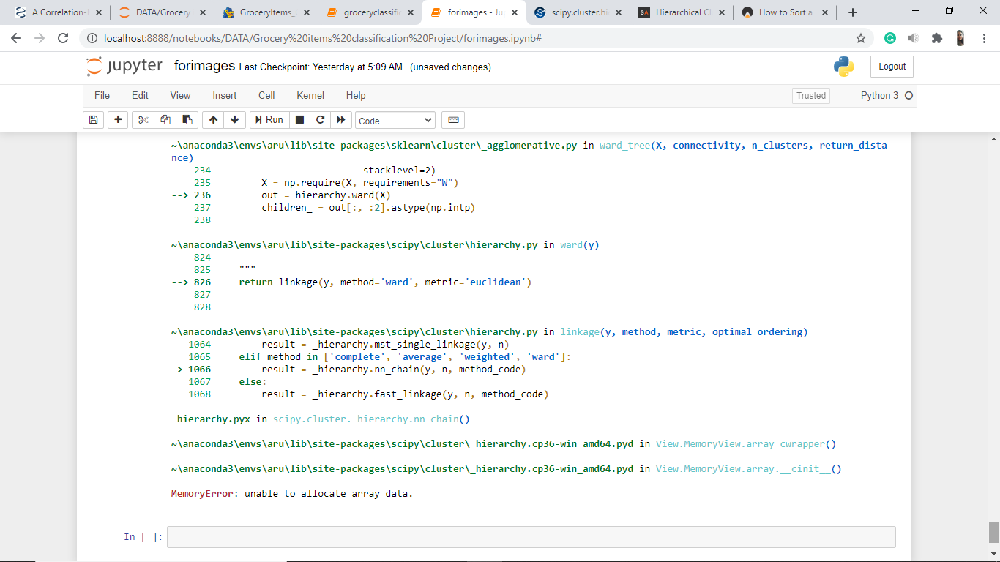 A Correlation-
DATA/Grocery
GroceryItems_
groceryclassific
forimages - Ju
scipy.cluster.hi
Hierarchical Cl
How to Sort a
localhost:8888/notebooks/DATA/Grocery%20items%20classification%20Project/forimages.ipynb#
jupyter forimages Last Checkpoint: Yesterday at 5:09 AM (unsaved changes)
Logout
File Edit View Insert Cell Kernel Help
Trusted
Python 3
Run
Code
~\anaconda3\envs\aru\lib\site-packages\sklearn\cluster\_agglomerative.py in ward_tree(X, connectivity, n_clusters, return_dista
nce)
234 stacklevel=2)
235 X = np.require(X, requirements="W")
--> 236 out = hierarchy.ward(X)
237 children_ = out[:, :2].astype(np.intp)
238
~\anaconda3\envs\aru\lib\site-packages\scipy\cluster\hierarchy.py in ward(y)
824
825 """
--> 826 return linkage(y, method='ward', metric='euclidean')
827
828
~\anaconda3\envs\aru\lib\site-packages\scipy\cluster\hierarchy.py in linkage(y, method, metric, optimal_ordering)
1064 result = _hierarchy.mst_single_linkage(y, n)
1065 elif method in ['complete', 'average', 'weighted', 'ward']:
-> 1066 result = _hierarchy.nn_chain(y, n, method_code)
1067 else:
1068 result = _hierarchy.fast_linkage(y, n, method_code)
_hierarchy.pyx in scipy.cluster._hierarchy.nn_chain()
~\anaconda3\envs\aru\lib\site-packages\scipy\cluster\_hierarchy.cp36-win_amd64.pyd in View.MemoryView.array_cwrapper()
~\anaconda3\envs\aru\lib\site-packages\scipy\cluster\_hierarchy.cp36-win_amd64.pyd in View.MemoryView.array.__cinit__()
MemoryError: unable to allocate array data.
In [ ]: